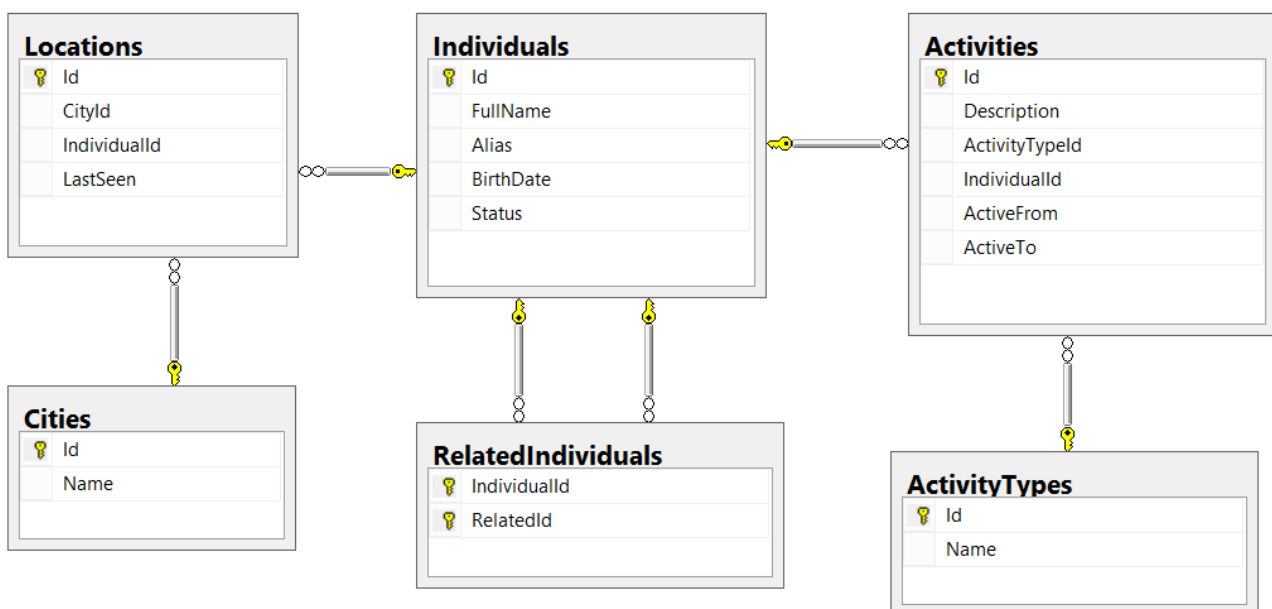 Locations
Id
CityId
IndividualId
LastSeen
Individuals
Id
FullName
Alias
BirthDate
Status
Activities
Id
Description
ActivityTypeId
IndividualId
ActiveFrom
ActiveTo
Cities
Id
Name
RelatedIndividuals
IndividualId
RelatedId
ActivityTypes
Id
Name